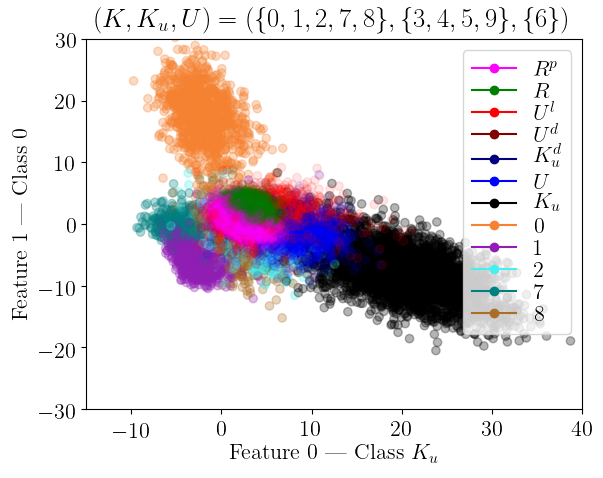 (K, K_u, U) = ({0, 1, 2, 7, 8}, {3, 4, 5, 9}, {6})
30
20
10
0
−10
−20
−30
Feature 1 — Class 0
R^p
R
U^l
U^d
K_u^d
U
K_u
0
1
2
7
8
−10 0 10 20 30 40
Feature 0 — Class K_u